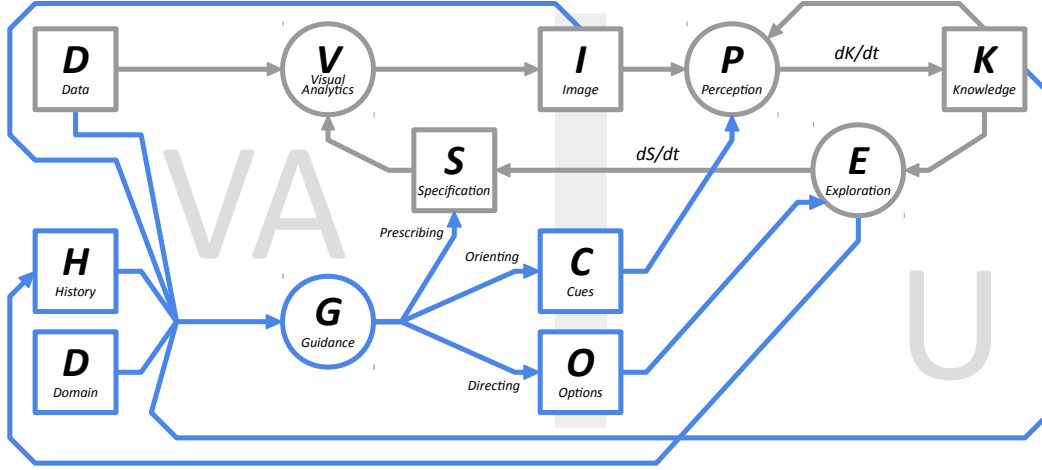 D
Data
V
Visual
Analytics
I
Image
P
Perception
dK/dt
K
Knowledge
VA
S
Specification
dS/dt
E
Exploration
Prescribing
H
History
Orienting
C
Cues
G
Guidance
U
D
Domain
Directing
O
Options